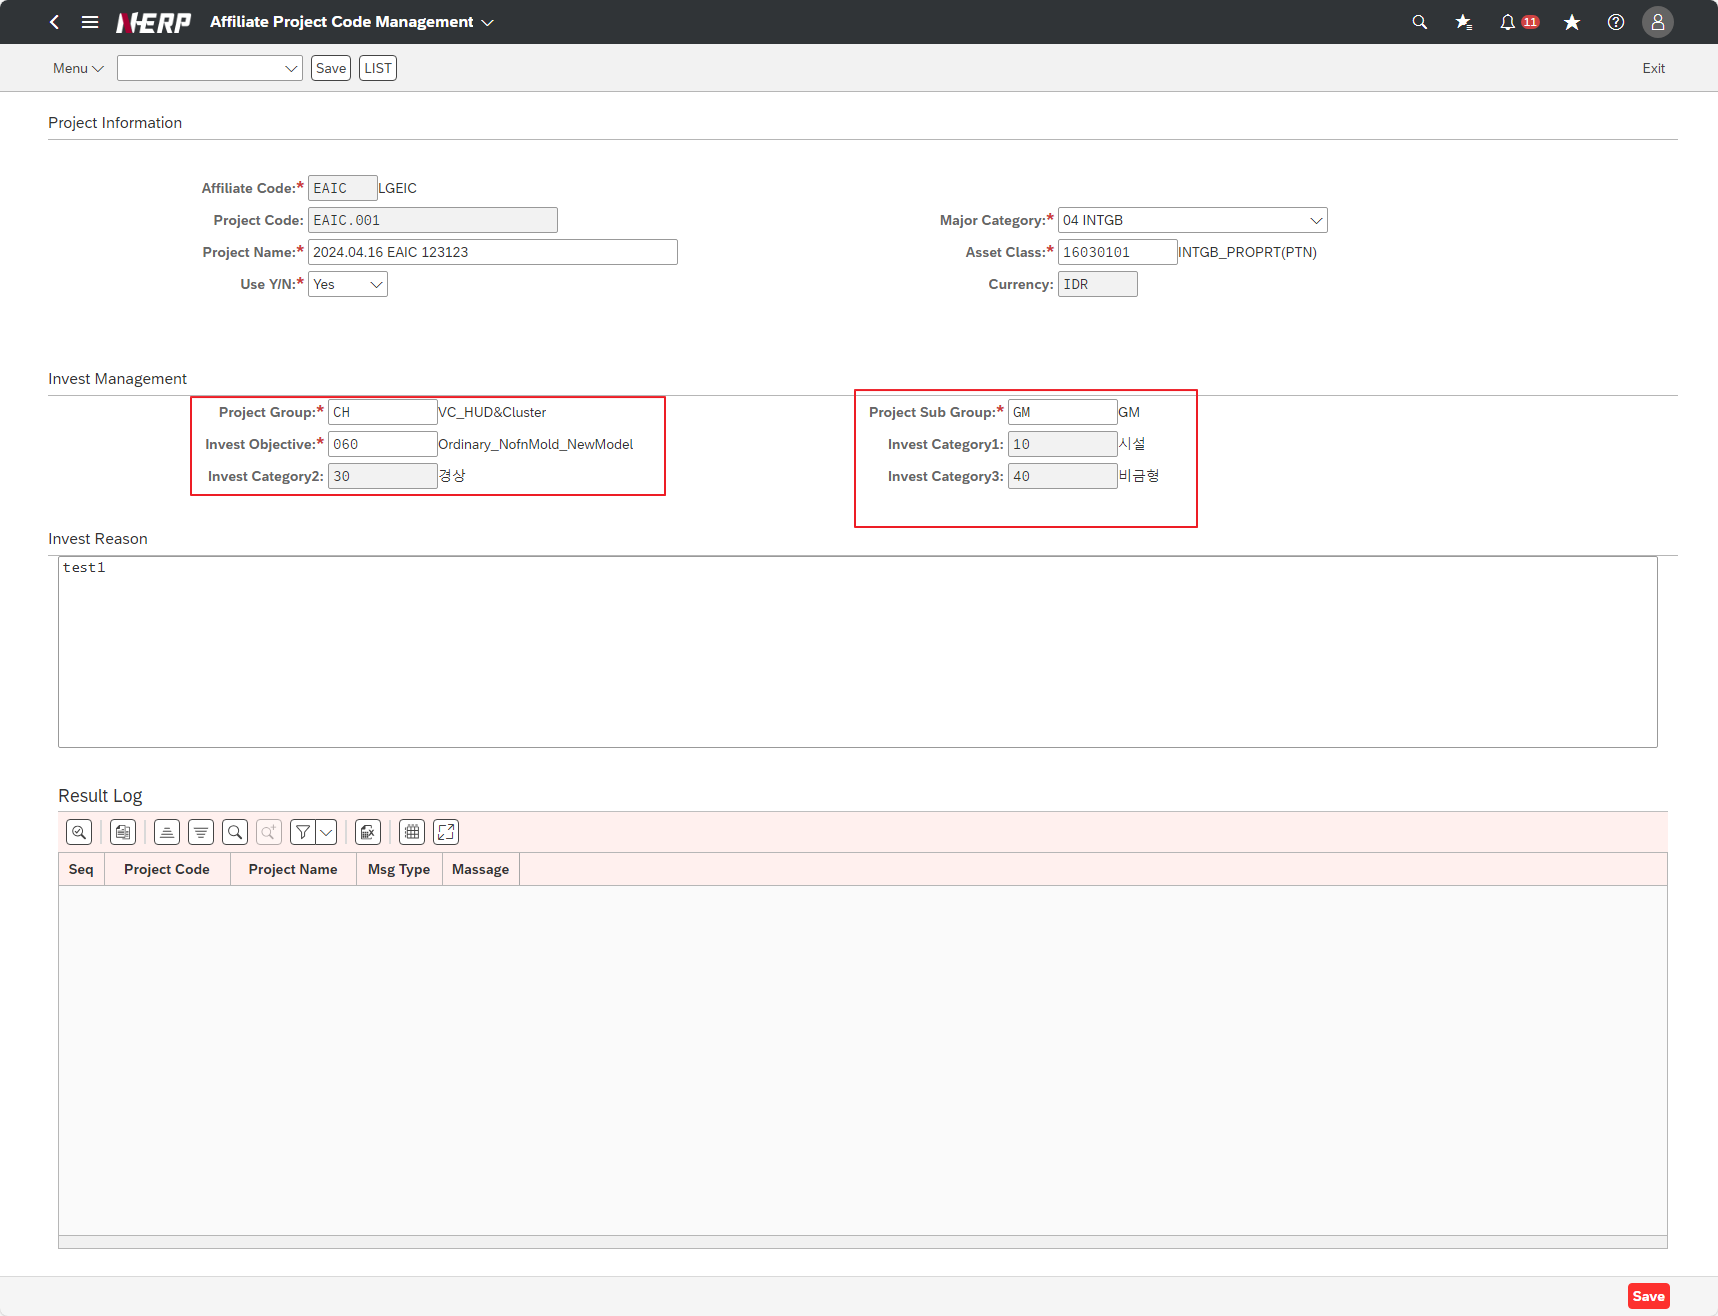 NERP Affiliate Project Code Management 11
Menu Save LIST Exit
Project Information
Affiliate Code:* EAIC LGEIC
Project Code: EAIC.001 Major Category:* 04 INTGB
Project Name:* 2024.04.16 EAIC 123123 Asset Class:* 16030101 INTGB_PROPRT(PTN)
Use Y/N:* Yes Currency: IDR
Invest Management
Project Group:* CH VC_HUD&Cluster Project Sub Group:* GM GM
Invest Objective:* 060 Ordinary_NofnMold_NewModel Invest Category1: 10 시설
Invest Category2: 30 경상 Invest Category3: 40 비금형
Invest Reason
test1
Result Log
Seq Project Code Project Name Msg Type Massage
Save